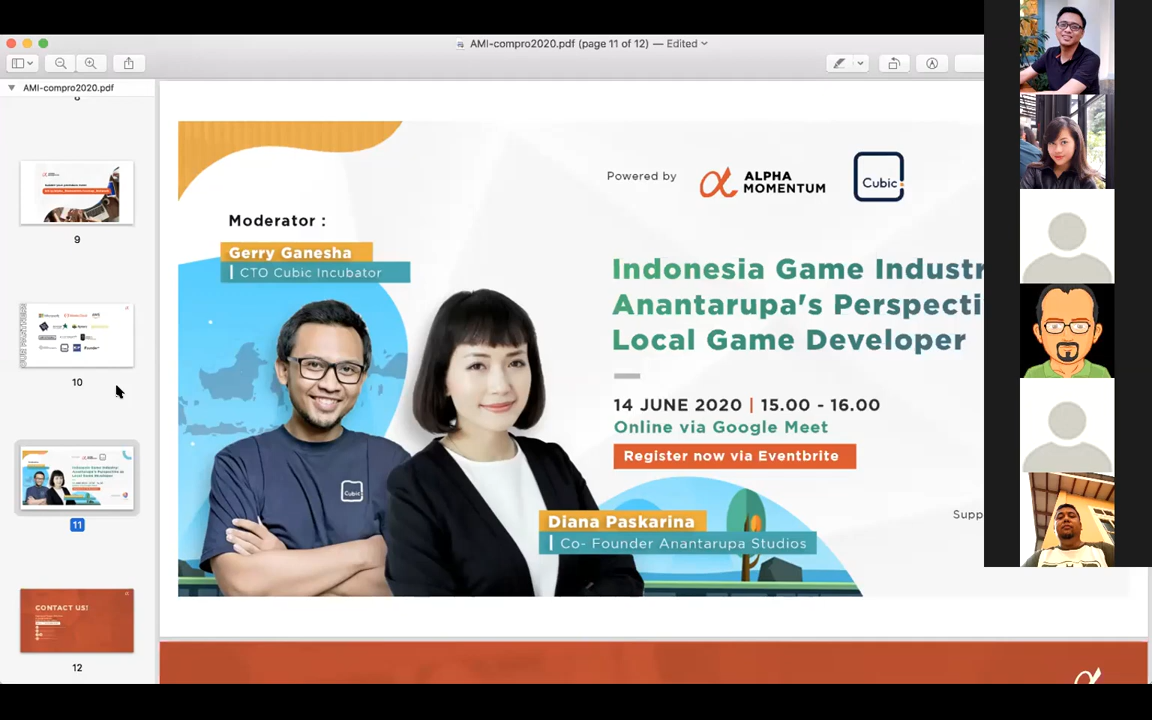 AMI-compro2020.pdf (page 11 of 12) — Edited
AMI-compro2020.pdf
9
10
11
12
CONTACT US!
Powered by
ALPHA
MOMENTUM
Cubic
Moderator :
Gerry Ganesha
CTO Cubic Incubator
Indonesia Game Industr
Anantarupa's Perspecti
Local Game Developer
14 JUNE 2020 | 15.00 - 16.00
Online via Google Meet
Register now via Eventbrite
Cubic
Diana Paskarina
Co- Founder Anantarupa Studios
Supp